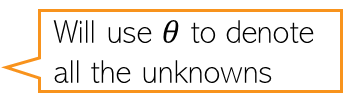 Will use θ to denote
all the unknowns